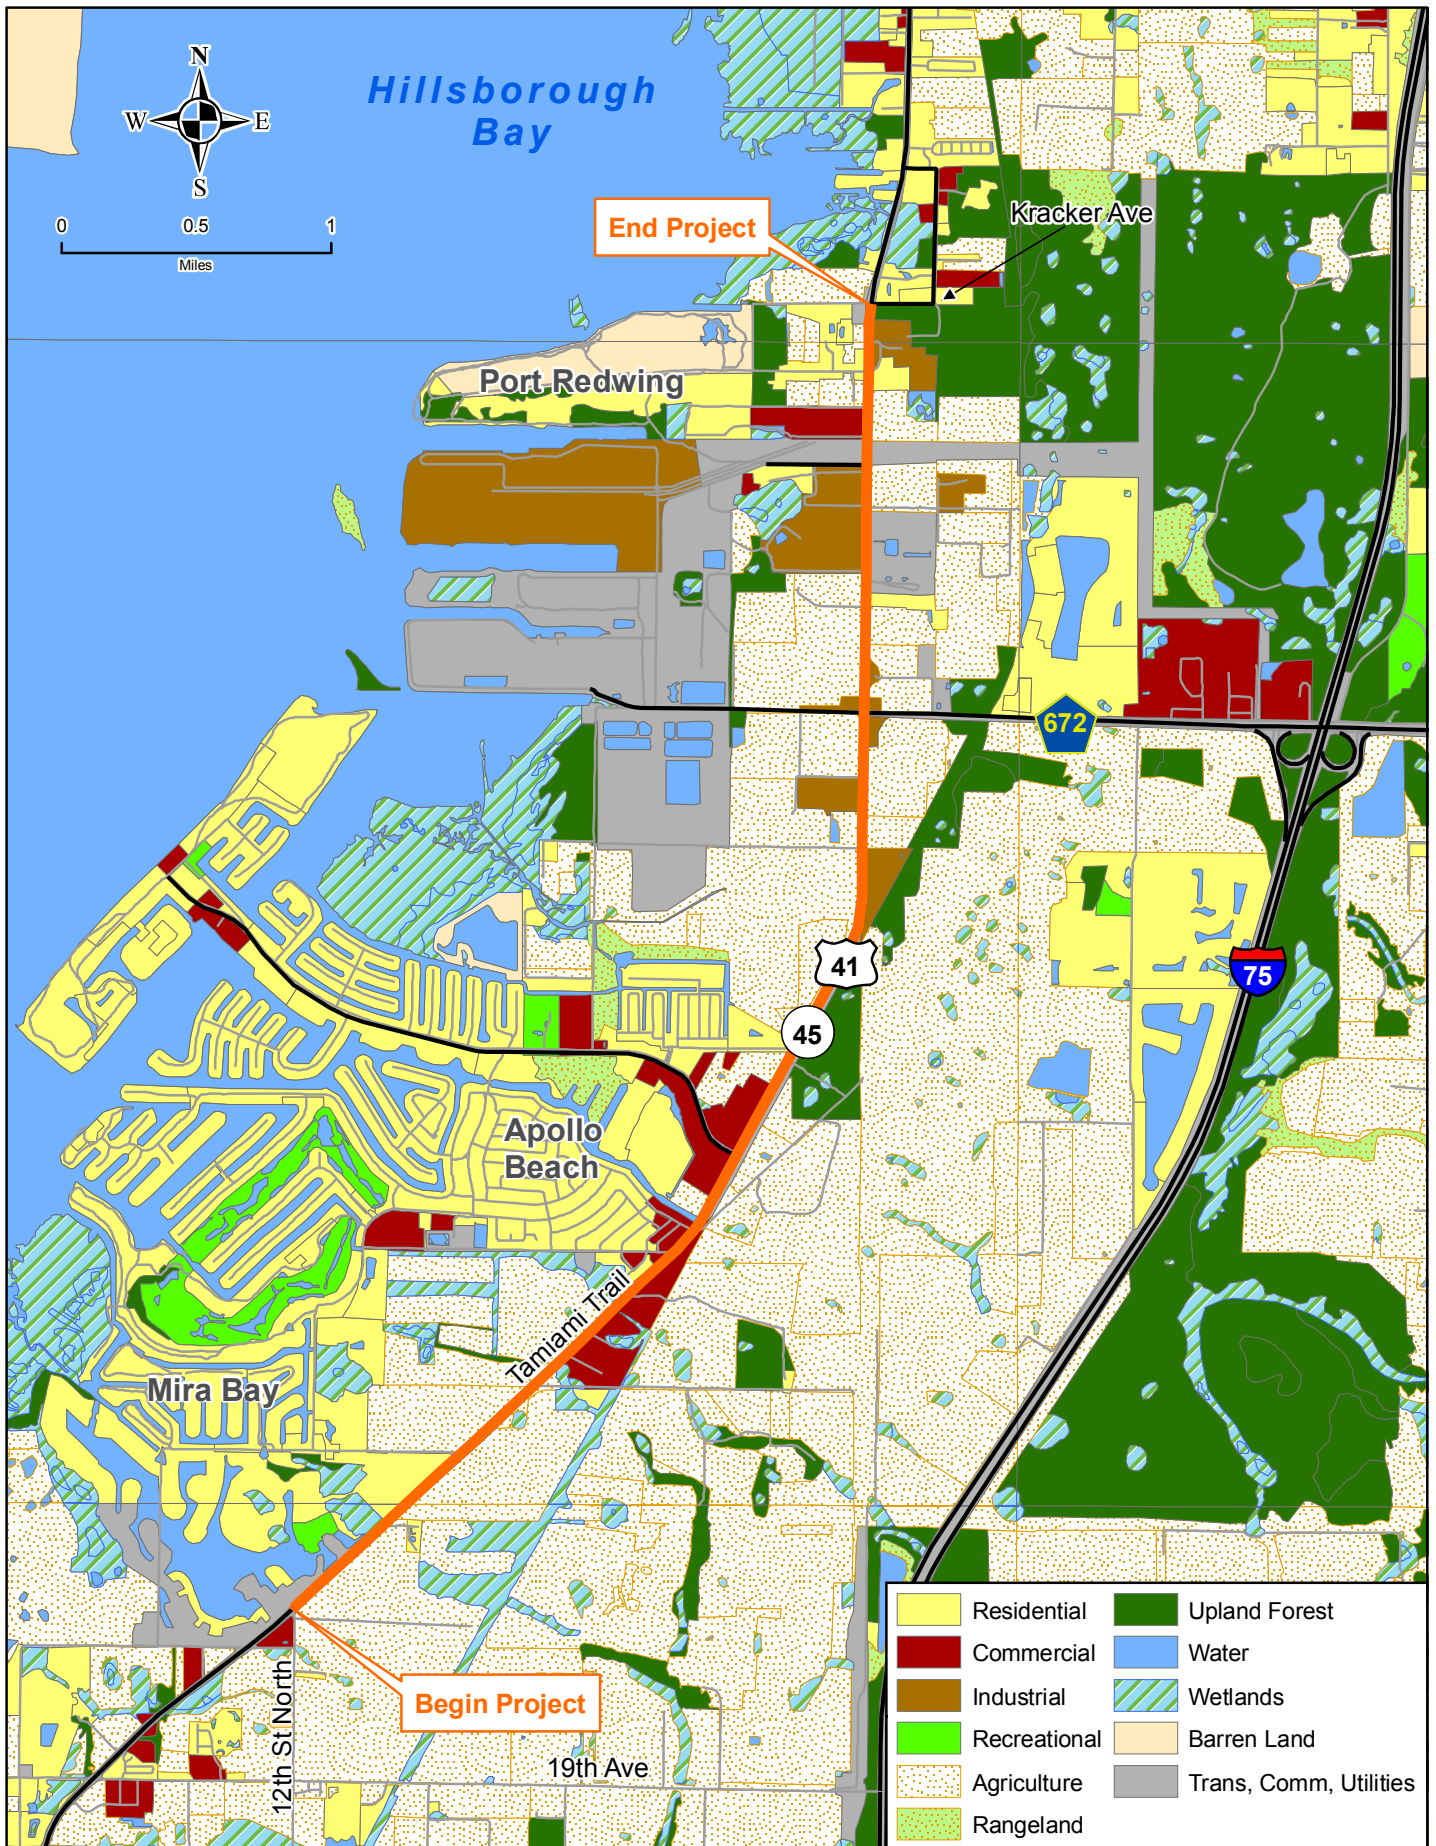 Hillsborough
Bay
N
W
E
S
0
0.5
1
Miles
End Project
Kracker Ave
Port Redwing
672
41
75
45
Apollo
Beach
Tamiami Trail
Mira Bay
Begin Project
12th St North
19th Ave
Residential
Commercial
Industrial
Recreational
Agriculture
Rangeland
Upland Forest
Water
Wetlands
Barren Land
Trans, Comm, Utilities